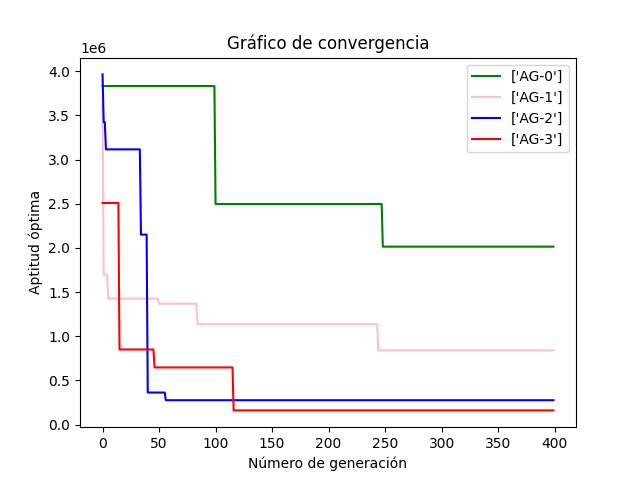 Gráfico de convergencia
1e6
4.0
3.5
3.0
2.5
2.0
1.5
1.0
0.5
0.0
Aptitud óptima
['AG-0']
['AG-1']
['AG-2']
['AG-3']
0 50 100 150 200 250 300 350 400
Número de generación